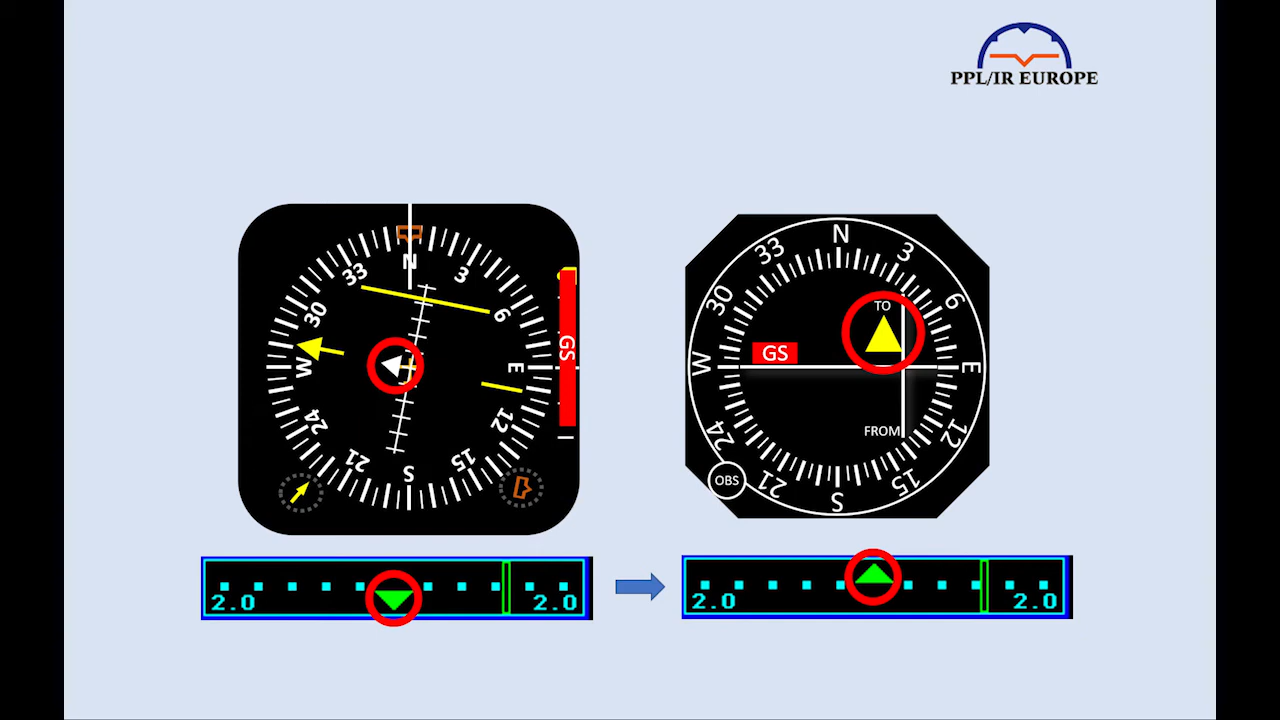 PPL/IR EUROPE
N
3
6
E
12
15
S
21
24
W
30
33
GS
N
3
6
E
12
15
S
21
24
W
30
33
TO
GS
FROM
OBS
2.0 2.0
2.0 2.0